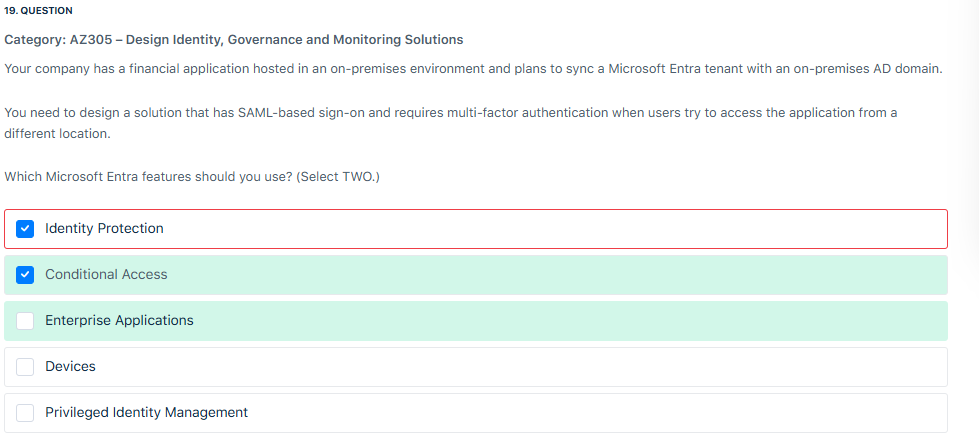 19. QUESTION
Category: AZ305 – Design Identity, Governance and Monitoring Solutions
Your company has a financial application hosted in an on-premises environment and plans to sync a Microsoft Entra tenant with an on-premises AD domain.
You need to design a solution that has SAML-based sign-on and requires multi-factor authentication when users try to access the application from a
different location.
Which Microsoft Entra features should you use? (Select TWO.)
Identity Protection
Conditional Access
Enterprise Applications
Devices
Privileged Identity Management